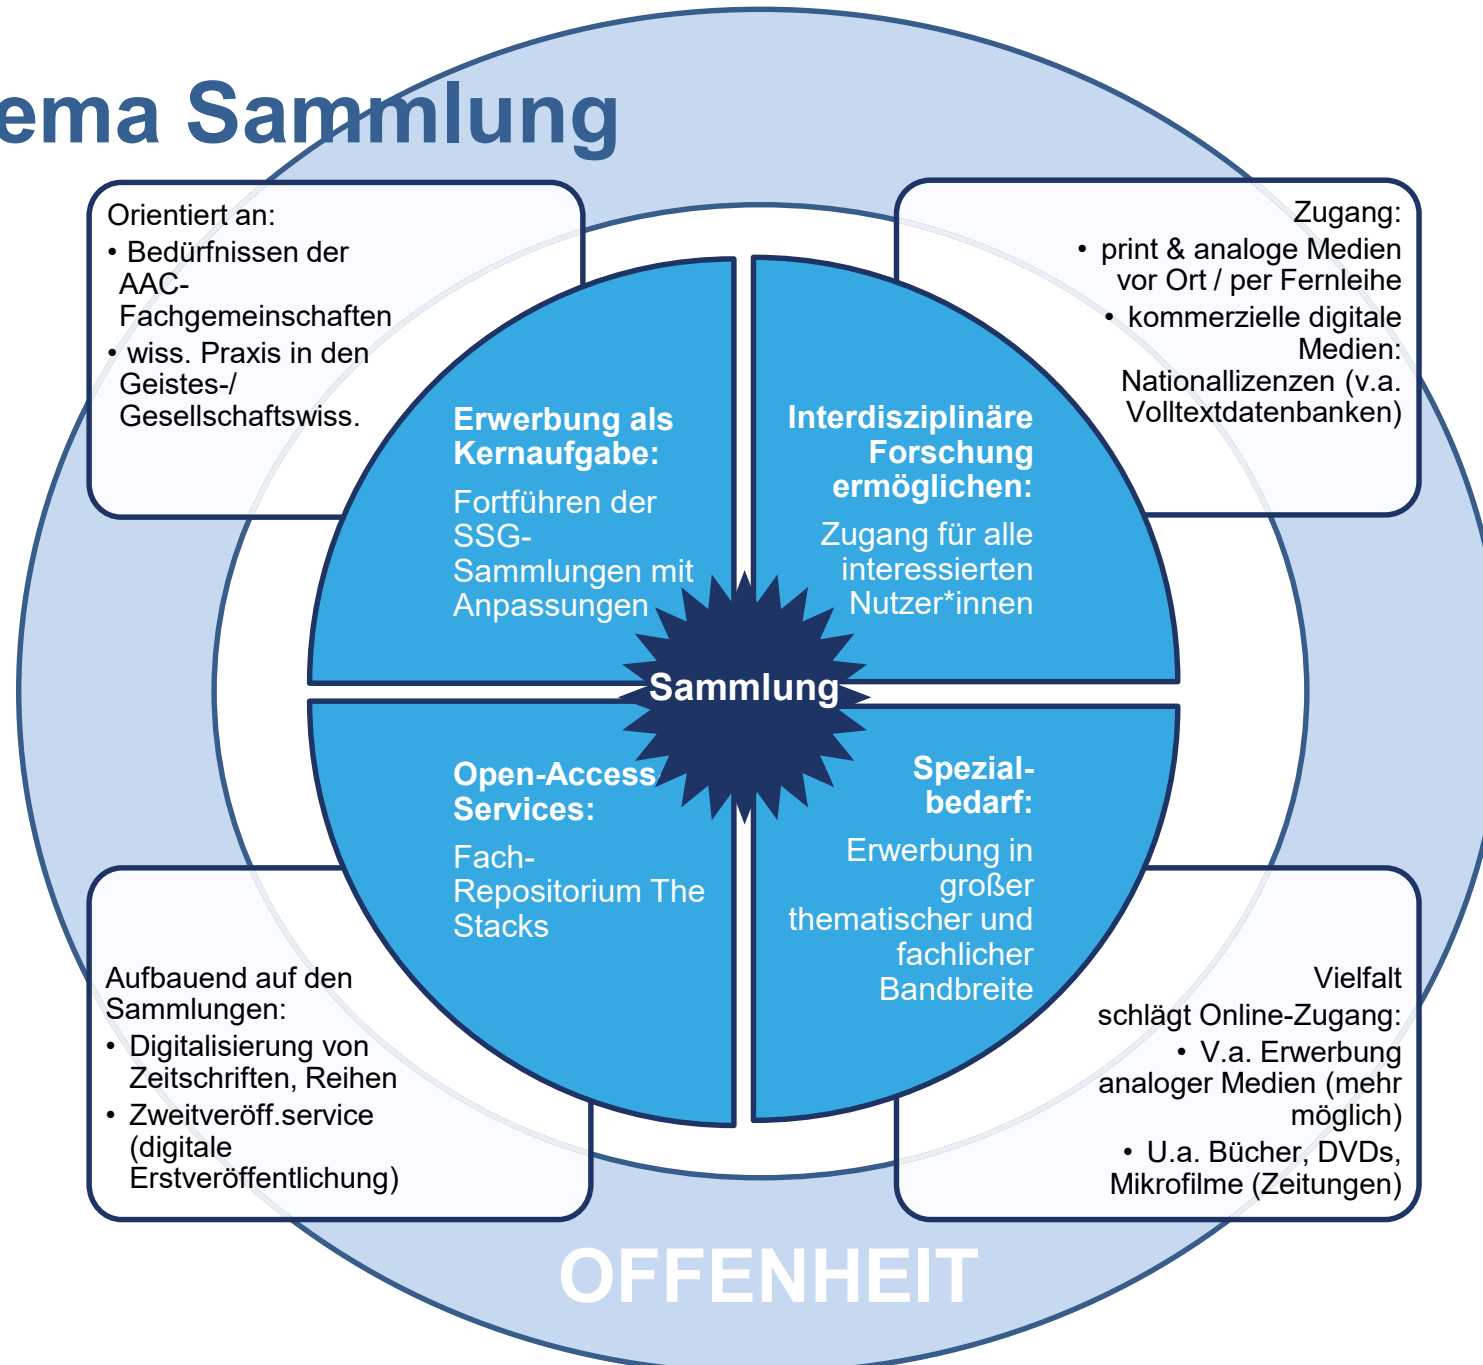 ema Sammlung
Orientiert an:
• Bedürfnissen der
AAC-
Fachgemeinschaften
• wiss. Praxis in den
Geistes-/
Gesellschaftswiss.
Zugang:
• print & analoge Medien
vor Ort / per Fernleihe
• kommerzielle digitale
Medien:
Nationallizenzen (v.a.
Volltextdatenbanken)
Erwerbung als
Kernaufgabe:
Fortführen der
SSG-
Sammlungen mit
Anpassungen
Interdisziplinäre
Forschung
ermöglichen:
Zugang für alle
interessierten
Nutzer*innen
Sammlung
Open-Access-
Services:
Fach-
Repositorium The
Stacks
Spezial-
bedarf:
Erwerbung in
großer
thematischer und
fachlicher
Bandbreite
Aufbauend auf den
Sammlungen:
• Digitalisierung von
Zeitschriften, Reihen
• Zweitveröff.service
(digitale
Erstveröffentlichung)
Vielfalt
schlägt Online-Zugang:
• V.a. Erwerbung
analoger Medien (mehr
möglich)
• U.a. Bücher, DVDs,
Mikrofilme (Zeitungen)
OFFENHEIT